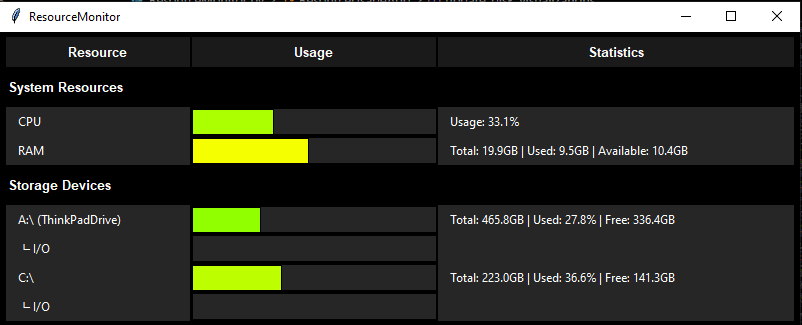 ResourceMonitor
Resource Usage Statistics
System Resources
CPU Usage: 33.1%
RAM Total: 19.9GB | Used: 9.5GB | Available: 10.4GB
Storage Devices
A:\ (ThinkPadDrive) Total: 465.8GB | Used: 27.8% | Free: 336.4GB
┗ I/O
C:\ Total: 223.0GB | Used: 36.6% | Free: 141.3GB
┗ I/O